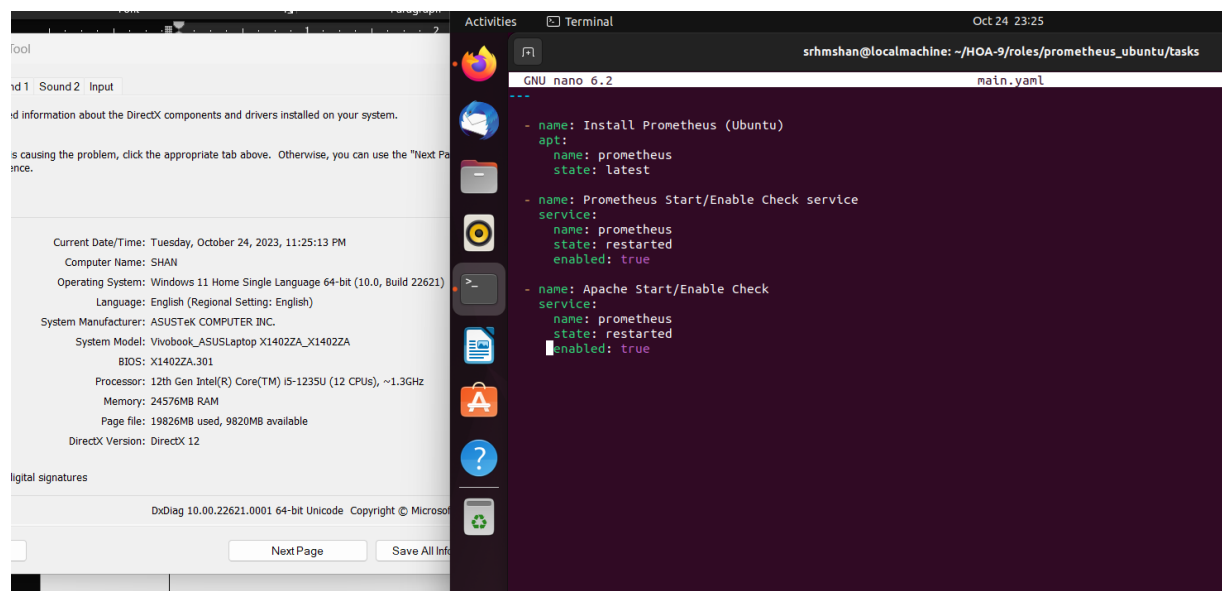 Tool
nd 1 Sound 2 Input
ed information about the DirectX components and drivers installed on your system.
s causing the problem, click the appropriate tab above. Otherwise, you can use the "Next Pa
ence.
Current Date/Time: Tuesday, October 24, 2023, 11:25:13 PM
Computer Name: SHAN
Operating System: Windows 11 Home Single Language 64-bit (10.0, Build 22621)
Language: English (Regional Setting: English)
System Manufacturer: ASUSTeK COMPUTER INC.
System Model: Vivobook_ASUSLaptop X1402ZA_X1402ZA
BIOS: X1402ZA.301
Processor: 12th Gen Intel(R) Core(TM) i5-1235U (12 CPUs), ~1.3GHz
Memory: 24576MB RAM
Page file: 19826MB used, 9820MB available
DirectX Version: DirectX 12
igital signatures
DxDiag 10.00.22621.0001 64-bit Unicode Copyright © Microsof
Next Page Save All Info
Activities Terminal Oct 24 23:25
srhmshan@localmachine: ~/HOA-9/roles/prometheus_ubuntu/tasks
GNU nano 6.2 main.yaml
---
- name: Install Prometheus (Ubuntu)
apt:
name: prometheus
state: latest
- name: Prometheus Start/Enable Check service
service:
name: prometheus
state: restarted
enabled: true
- name: Apache Start/Enable Check
service:
name: prometheus
state: restarted
enabled: true